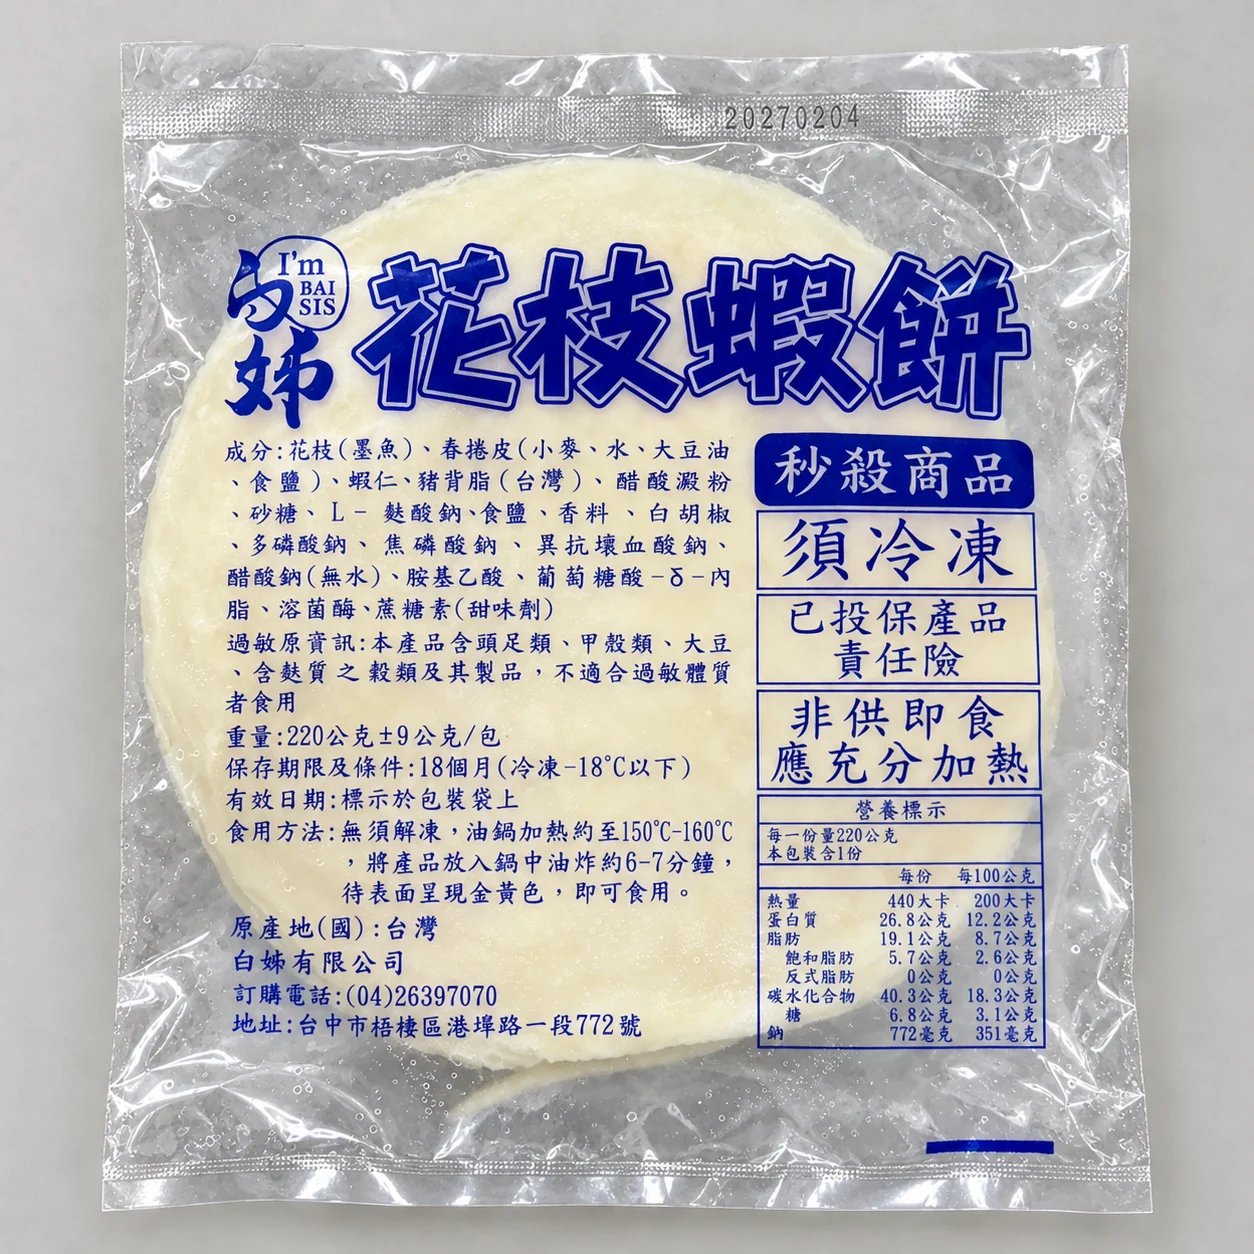 20270204
白姊
I'm
BAI
SIS
花枝蝦餅
成分:花枝(墨魚)、春捲皮(小麥、水、大豆油
、食鹽)、蝦仁、豬背脂(台灣)、醋酸澱粉
、砂糖、L- 麩酸鈉、食鹽、香料、白胡椒
、多磷酸鈉、焦磷酸鈉、異抗壞血酸鈉、
醋酸鈉(無水)、胺基乙酸、葡萄糖酸-δ-內
脂、溶菌酶、蔗糖素(甜味劑)
過敏原資訊:本產品含頭足類、甲殼類、大豆
、含麩質之穀類及其製品，不適合過敏體質
者食用
重量:220公克±9公克/包
保存期限及條件:18個月(冷凍-18°C以下)
有效日期:標示於包裝袋上
食用方法:無須解凍，油鍋加熱約至150°C-160°C
，將產品放入鍋中油炸約6-7分鐘，
待表面呈現金黃色，即可食用。
原產地(國):台灣
白姊有限公司
訂購電話:(04)26397070
地址:台中市梧棲區港埠路一段772號
秒殺商品
須冷凍
已投保產品
責任險
非供即食
應充分加熱
營養標示
每一份量220公克
本包裝含1份
每份 每100公克
熱量 440大卡 200大卡
蛋白質 26.8公克 12.2公克
脂肪 19.1公克 8.7公克
飽和脂肪 5.7公克 2.6公克
反式脂肪 0公克 0公克
碳水化合物 40.3公克 18.3公克
糖 6.8公克 3.1公克
鈉 772毫克 351毫克